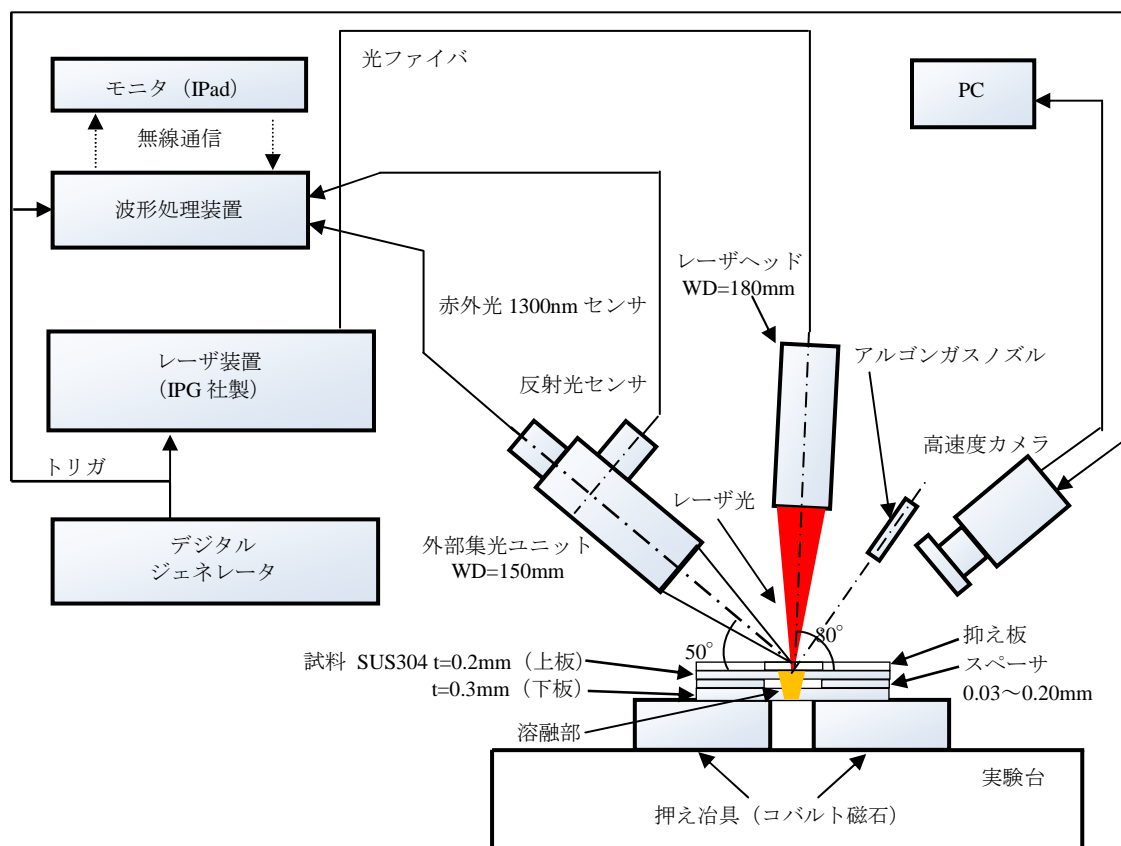 光ファイバ
モニタ（IPad）
PC
無線通信
波形処理装置
レーザヘッド
WD=180mm
赤外光 1300nm センサ
アルゴンガスノズル
レーザ装置
（IPG 社製）
反射光センサ
高速度カメラ
トリガ
レーザ光
デジタル
ジェネレータ
外部集光ユニット
WD=150mm
50°
80°
抑え板
試料 SUS304 t=0.2mm（上板）
スペーサ
t=0.3mm（下板）
0.03～0.20mm
溶融部
実験台
押え冶具（コバルト磁石）